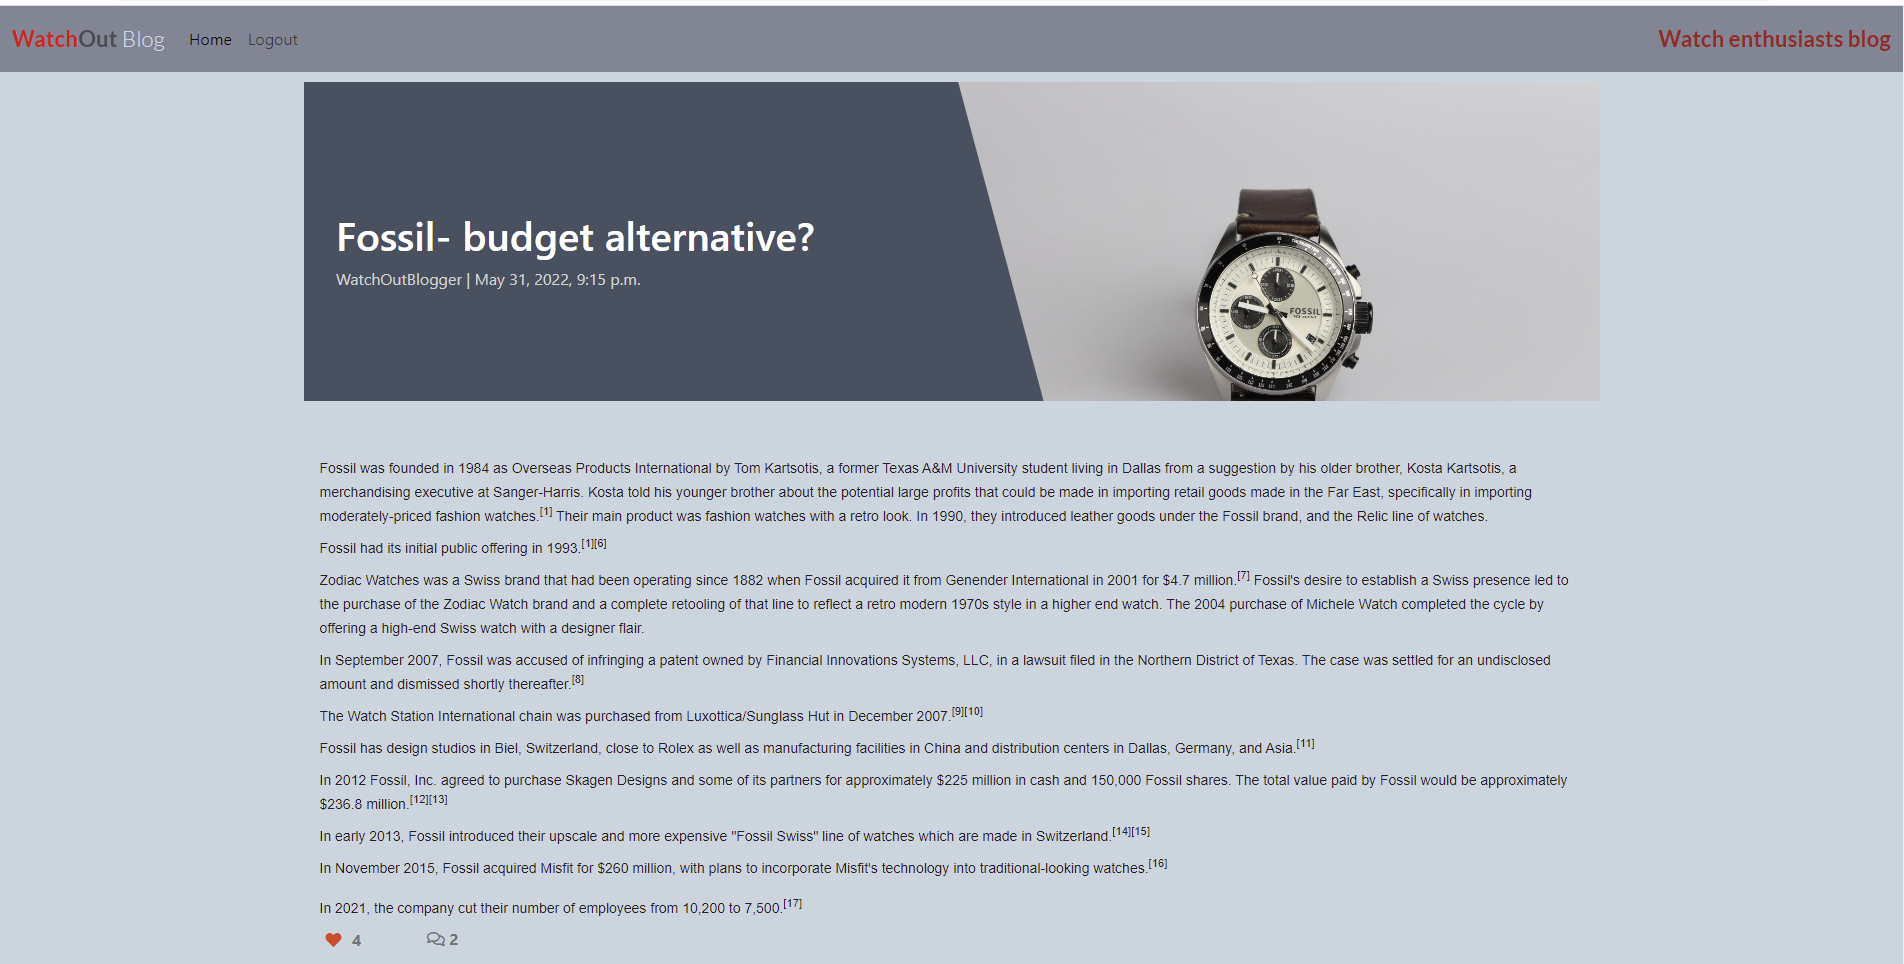 WatchOut Blog Home Logout Watch enthusiasts blog
Fossil- budget alternative?
WatchOutBlogger | May 31, 2022, 9:15 p.m.
FOSSIL
Fossil was founded in 1984 as Overseas Products International by Tom Kartsotis, a former Texas A&M University student living in Dallas from a suggestion by his older brother, Kosta Kartsotis, a
merchandising executive at Sanger-Harris. Kosta told his younger brother about the potential large profits that could be made in importing retail goods made in the Far East, specifically in importing
moderately-priced fashion watches.[1] Their main product was fashion watches with a retro look. In 1990, they introduced leather goods under the Fossil brand, and the Relic line of watches.
Fossil had its initial public offering in 1993.[1][6]
Zodiac Watches was a Swiss brand that had been operating since 1882 when Fossil acquired it from Genender International in 2001 for $4.7 million.[7] Fossil's desire to establish a Swiss presence led to
the purchase of the Zodiac Watch brand and a complete retooling of that line to reflect a retro modern 1970s style in a higher end watch. The 2004 purchase of Michele Watch completed the cycle by
offering a high-end Swiss watch with a designer flair.
In September 2007, Fossil was accused of infringing a patent owned by Financial Innovations Systems, LLC, in a lawsuit filed in the Northern District of Texas. The case was settled for an undisclosed
amount and dismissed shortly thereafter.[8]
The Watch Station International chain was purchased from Luxottica/Sunglass Hut in December 2007.[9][10]
Fossil has design studios in Biel, Switzerland, close to Rolex as well as manufacturing facilities in China and distribution centers in Dallas, Germany, and Asia.[11]
In 2012 Fossil, Inc. agreed to purchase Skagen Designs and some of its partners for approximately $225 million in cash and 150,000 Fossil shares. The total value paid by Fossil would be approximately
$236.8 million.[12][13]
In early 2013, Fossil introduced their upscale and more expensive "Fossil Swiss" line of watches which are made in Switzerland.[14][15]
In November 2015, Fossil acquired Misfit for $260 million, with plans to incorporate Misfit's technology into traditional-looking watches.[16]
In 2021, the company cut their number of employees from 10,200 to 7,500.[17]
4 2